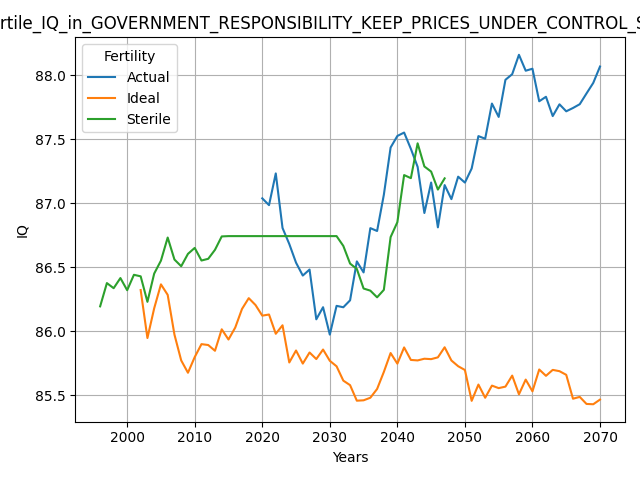 rtile_IQ_in_GOVERNMENT_RESPONSIBILITY_KEEP_PRICES_UNDER_CONTROL_S
Fertility
Actual
Ideal
Sterile
88.0
87.5
87.0
86.5
86.0
85.5
IQ
2000 2010 2020 2030 2040 2050 2060 2070
Years